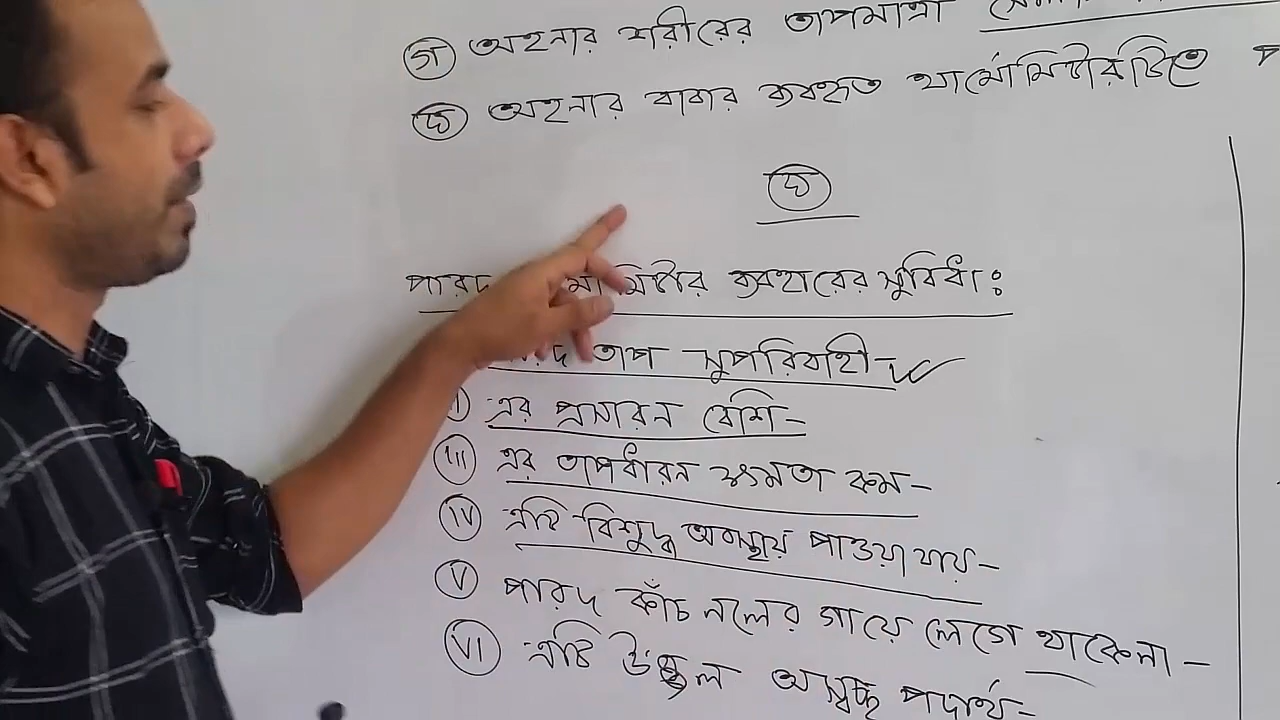 গ অহনার শরীরের তাপমাত্রা
ঘ অহনার বাবার ব্যবহৃত থার্মোমিটারটিতে
ঘ
পারদ ব্যবহারের সুবিধা:
তাপ সুপরিবাহী-
এর প্রসারন বেশি-
III এর তাপধারন ক্ষমতা কম-
IV এটি বিশুদ্ধ অবস্থায় পাওয়া যায়-
V পারদ কাঁচ নলের গায়ে লেগে থাকেনা-
VI এটি উজ্জ্বল অস্বচ্ছ পদার্থ-